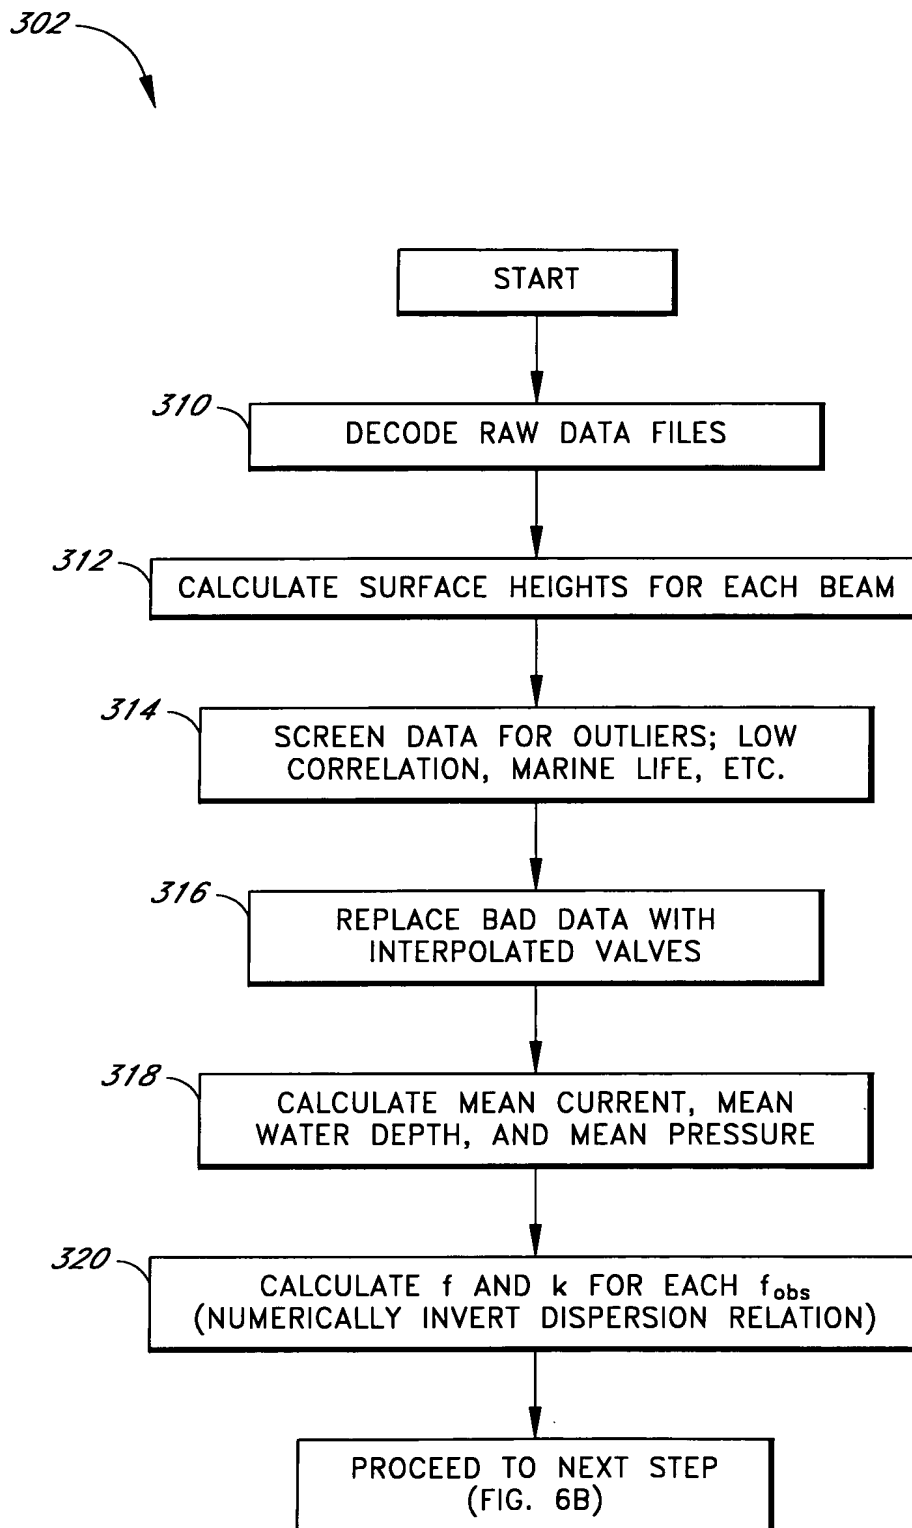 302
START
310
DECODE RAW DATA FILES
312
CALCULATE SURFACE HEIGHTS FOR EACH BEAM
314
SCREEN DATA FOR OUTLIERS; LOW
CORRELATION, MARINE LIFE, ETC.
316
REPLACE BAD DATA WITH
INTERPOLATED VALVES
318
CALCULATE MEAN CURRENT, MEAN
WATER DEPTH, AND MEAN PRESSURE
320
CALCULATE f AND k FOR EACH fobs
(NUMERICALLY INVERT DISPERSION RELATION)
PROCEED TO NEXT STEP
(FIG. 6B)